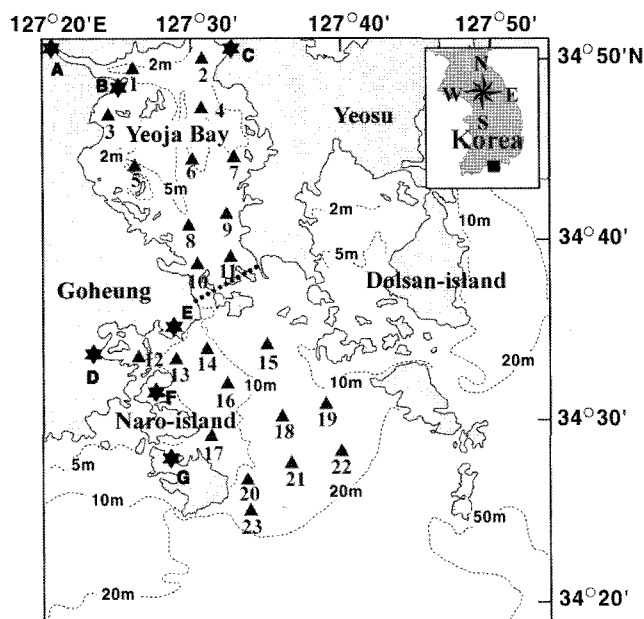 127°20' 127°30' 127°40' 127°50'
34°50'N
A
B
C
2m
1
2
3
4
Yeoja Bay
Yeosu
N
W E
S
Korea
2m
5
5m
6
7
8
9
2m
5m
10m
34°40'
10
11
Goheung
Dolsan-island
E
D
12
13
14
15
20m
F
16
10m
10m
Naro-island
17
18
19
34°30'
5m
G
20
21
22
10m
20m
23
50m
20m
34°20'